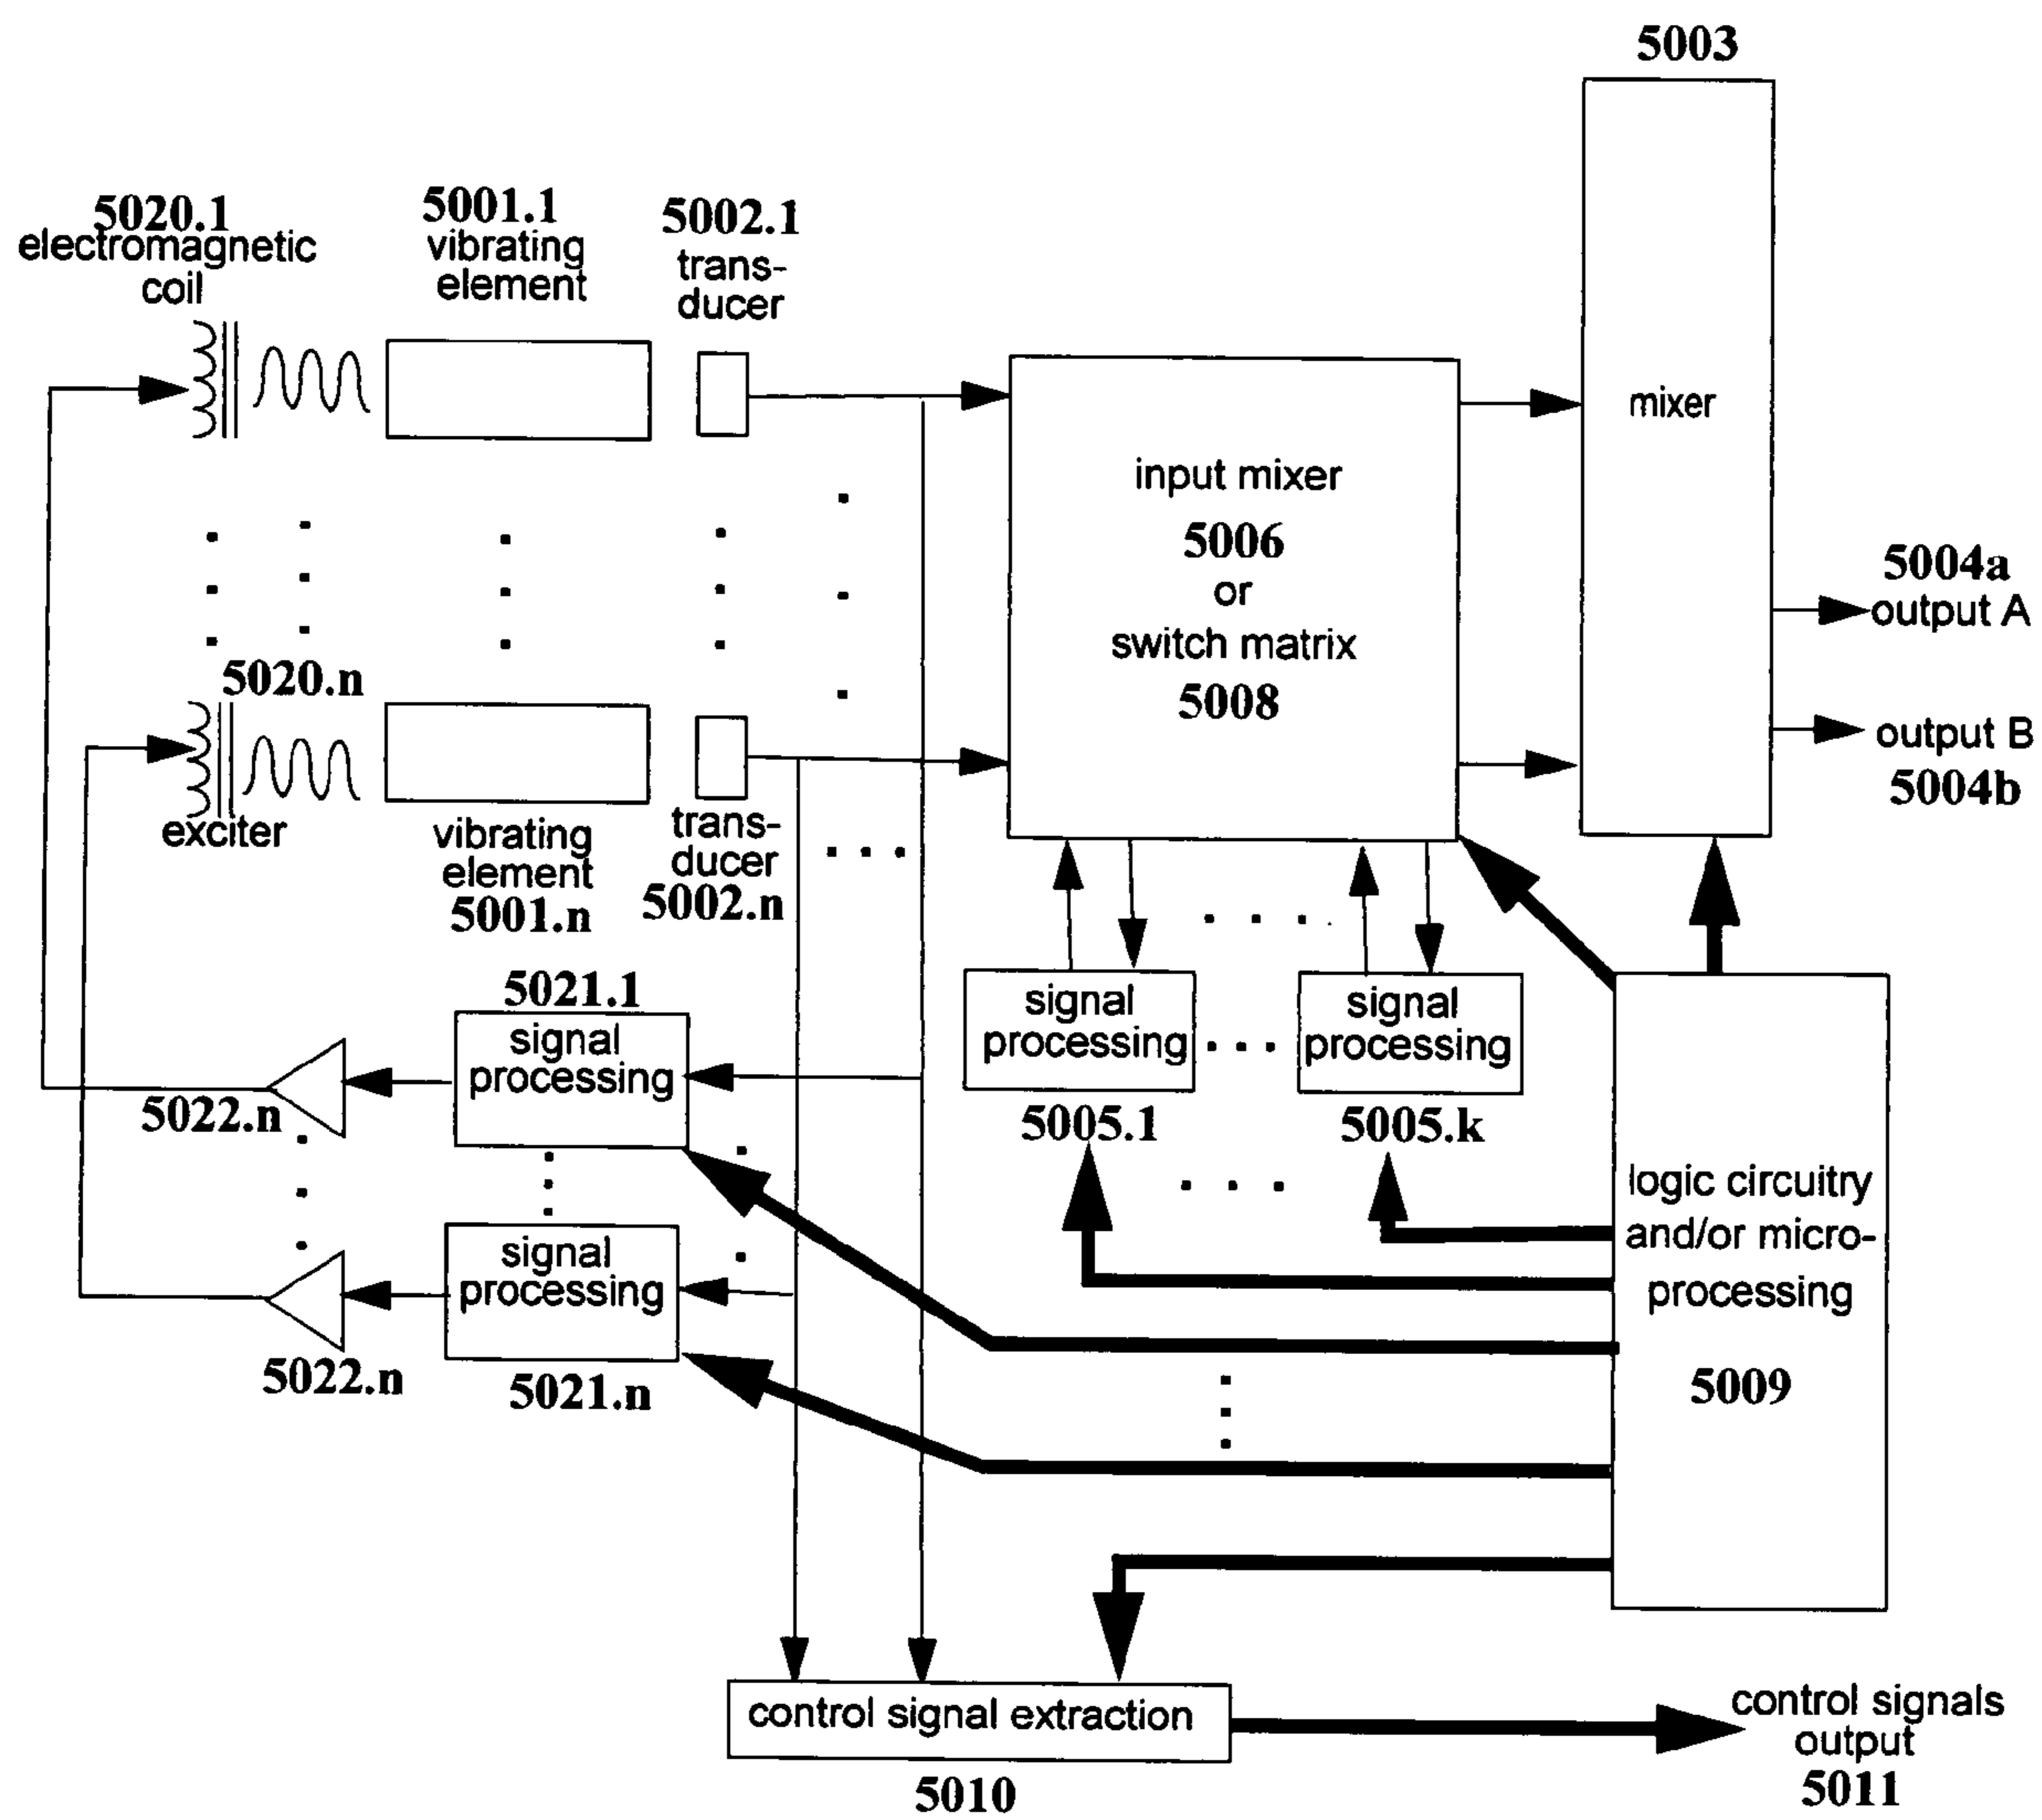 5003
5020.1
electromagnetic
coil
5001.1
vibrating
element
5002.1
trans-
ducer
mixer
input mixer
5006
or
switch matrix
5008
5004a
output A
output B
5004b
5020.n
exciter
vibrating
element
5001.n
trans-
ducer
5002.n
5021.1
signal
processing
5022.n
signal
processing
5005.1
signal
processing
5005.k
signal
processing
5022.n
5021.n
logic circuitry
and/or micro-
processing
5009
control signal extraction
5010
control signals
output
5011